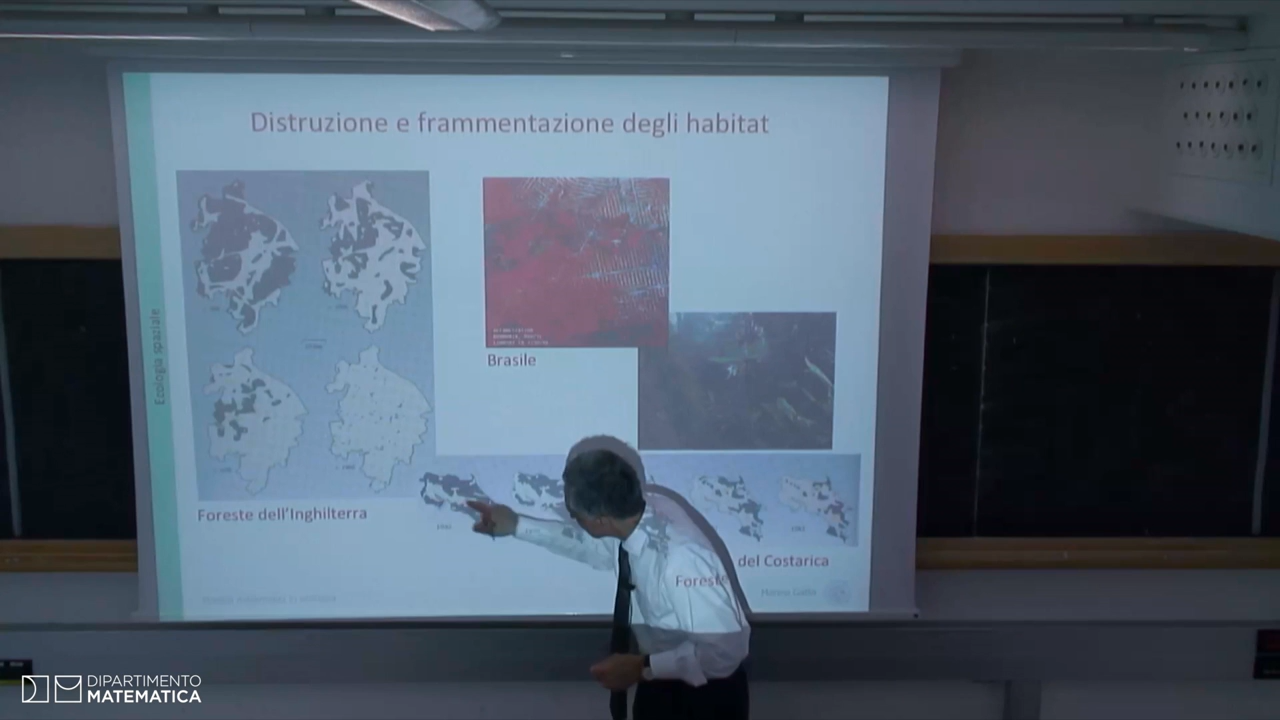 Distruzione e frammentazione degli habitat
Ecologia spaziale
Brasile
Foreste dell'Inghilterra
Foreste del Costarica
DIPARTIMENTO
MATEMATICA